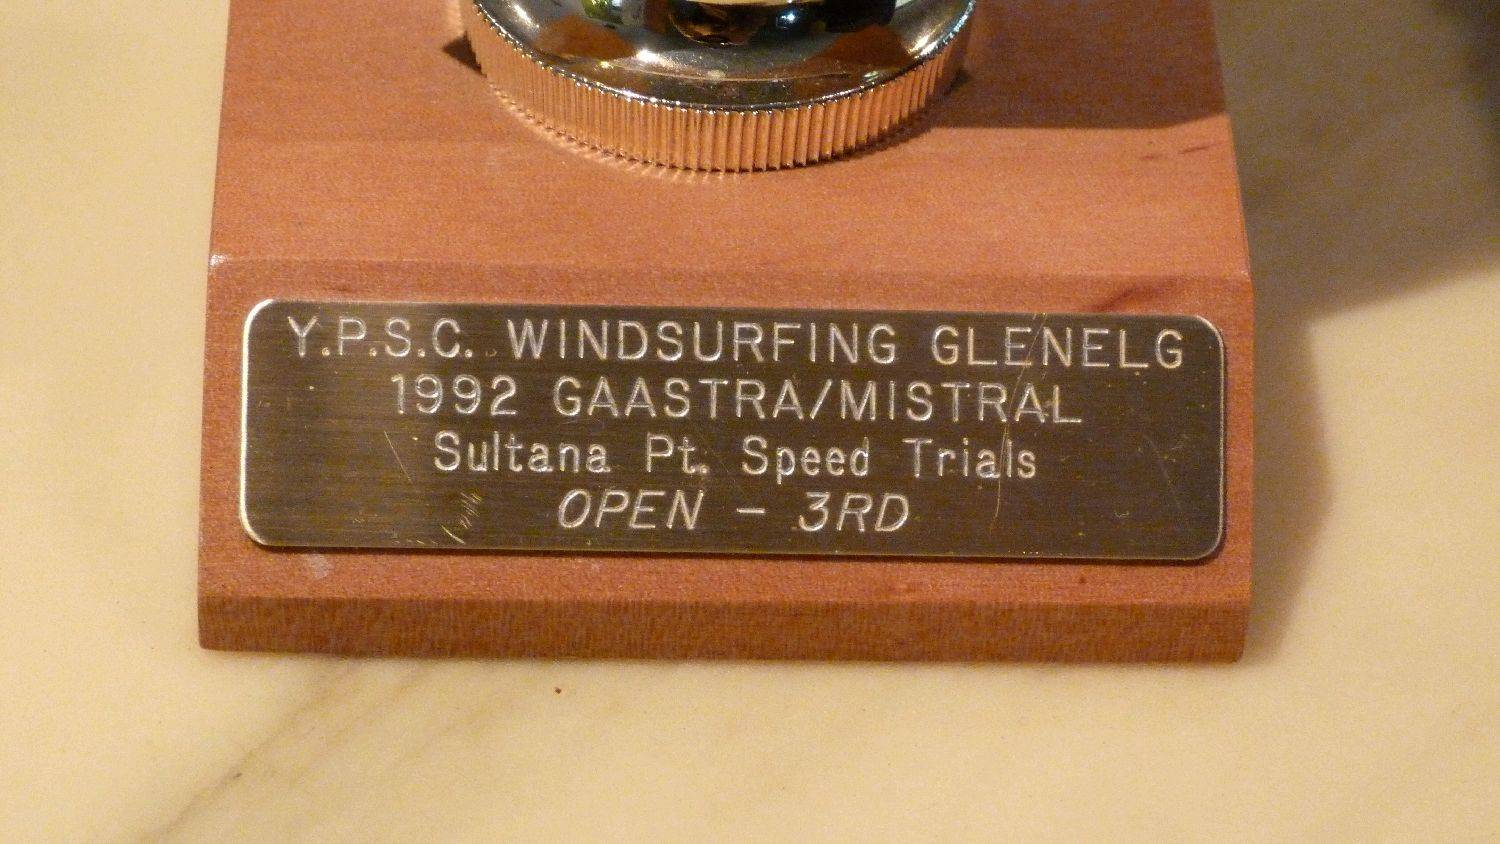 Y.P.S.C. WINDSURFING GLENELG
1992 GAASTRA/MISTRAL
Sultana Pt. Speed Trials
OPEN - 3RD